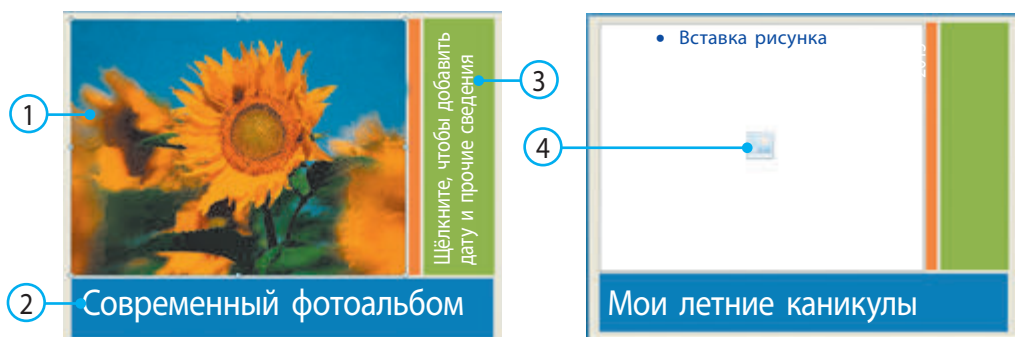 1
Щёлкните, чтобы добавить
дату и прочие сведения
3
2
Современный фотоальбом
• Вставка рисунка
4
Мои летние каникулы